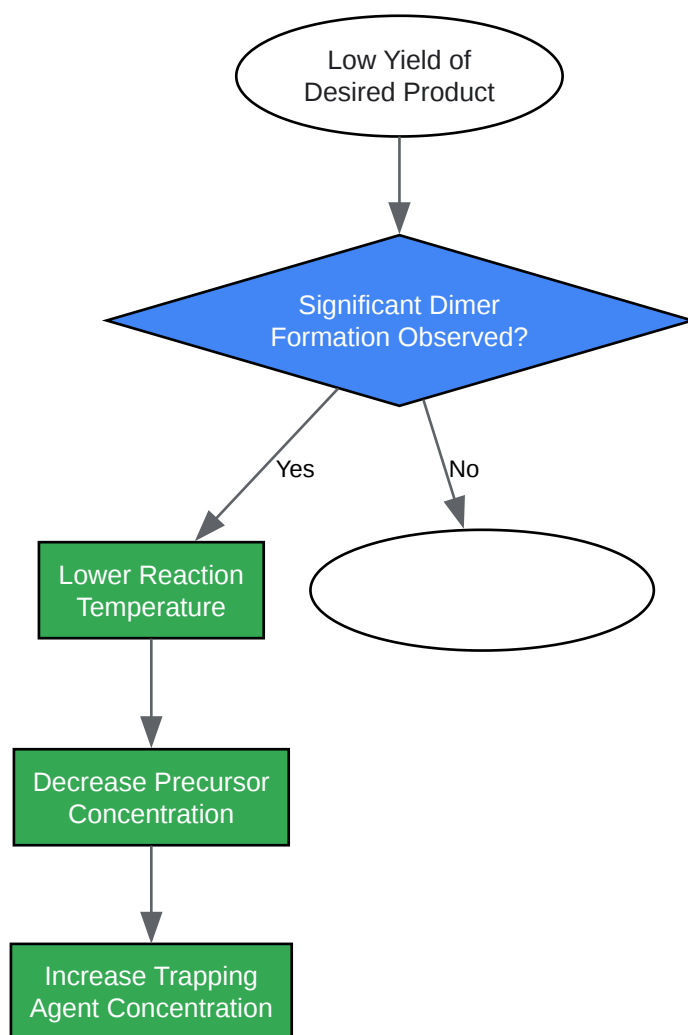 Low Yield of
Desired Product
Significant Dimer
Formation Observed?
Yes
No
Lower Reaction
Temperature
Decrease Precursor
Concentration
Increase Trapping
Agent Concentration